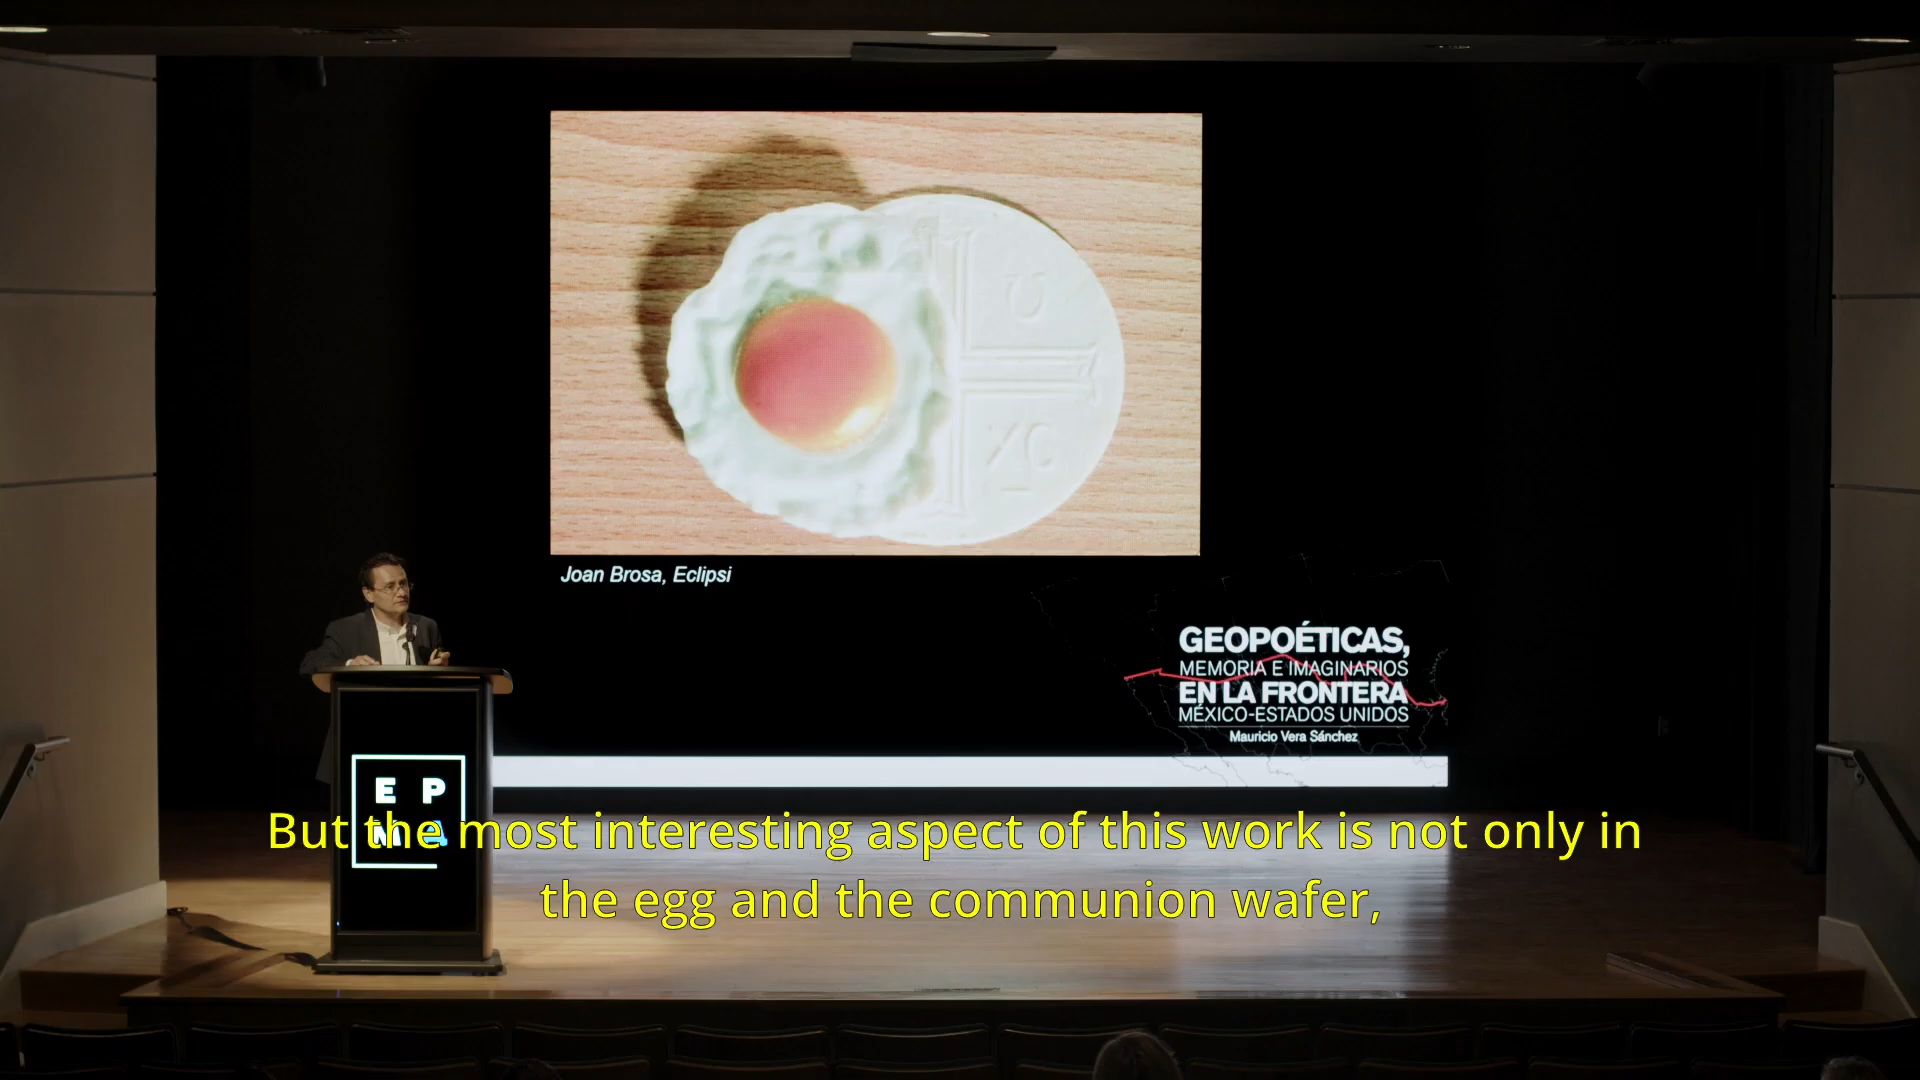 Joan Brosa, Eclipsi
GEOPOÉTICAS,
MEMORIA E IMAGINARIOS
EN LA FRONTERA
MÉXICO-ESTADOS UNIDOS
Mauricio Vera Sánchez
E P
M A
But the most interesting aspect of this work is not only in
the egg and the communion wafer,